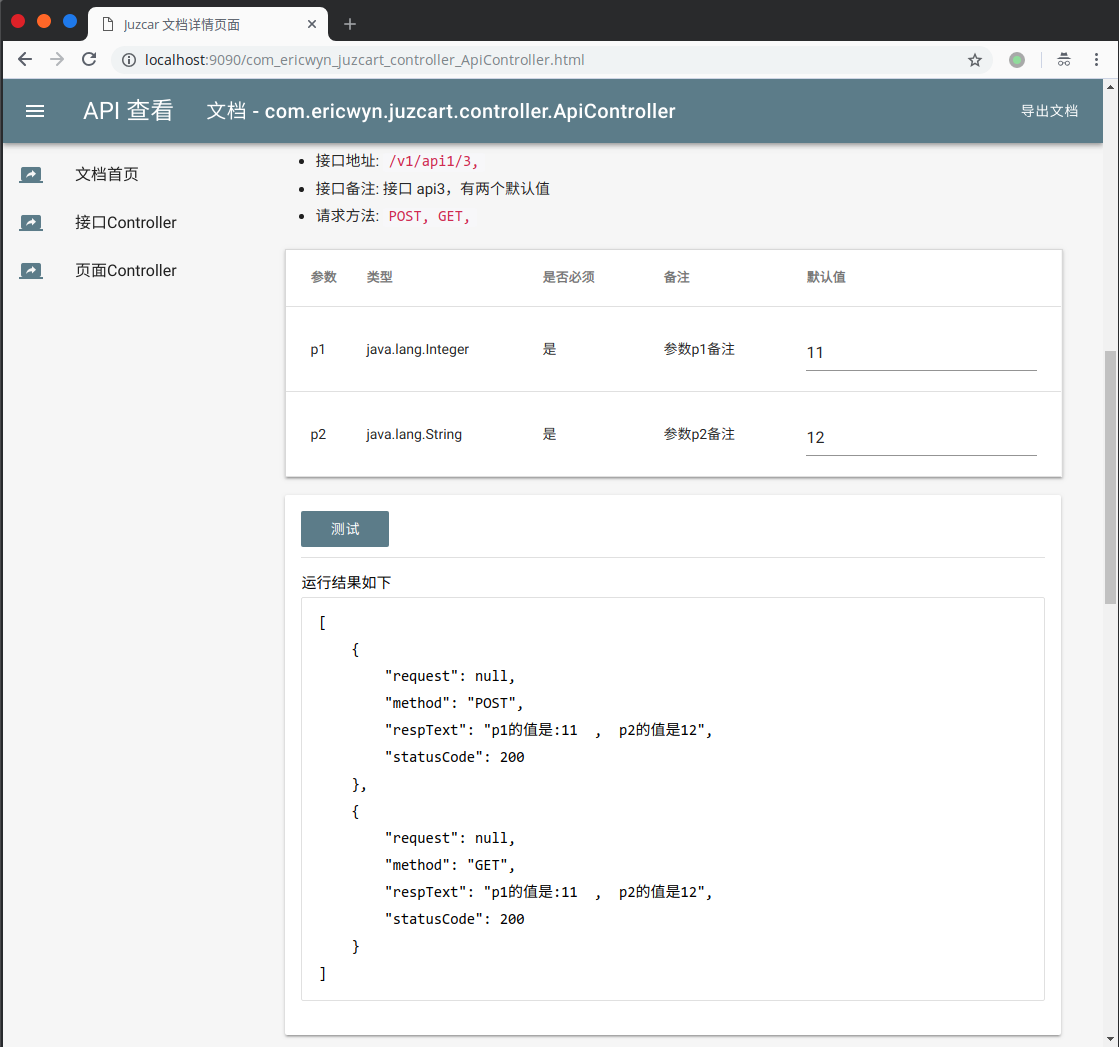 Juzcar 文档详情页面
localhost:9090/com_ericwyn_juzcart_controller_ApiController.html
API 查看 文档 - com.ericwyn.juzcart.controller.ApiController 导出文档
文档首页
接口Controller
页面Controller
接口地址: /v1/api1/3,
接口备注: 接口 api3，有两个默认值
请求方法: POST, GET,
参数 类型 是否必须 备注 默认值
p1 java.lang.Integer 是 参数p1备注 11
p2 java.lang.String 是 参数p2备注 12
测试
运行结果如下
[
    {
        "request": null,
        "method": "POST",
        "respText": "p1的值是:11  ,  p2的值是12",
        "statusCode": 200
    },
    {
        "request": null,
        "method": "GET",
        "respText": "p1的值是:11  ,  p2的值是12",
        "statusCode": 200
    }
]